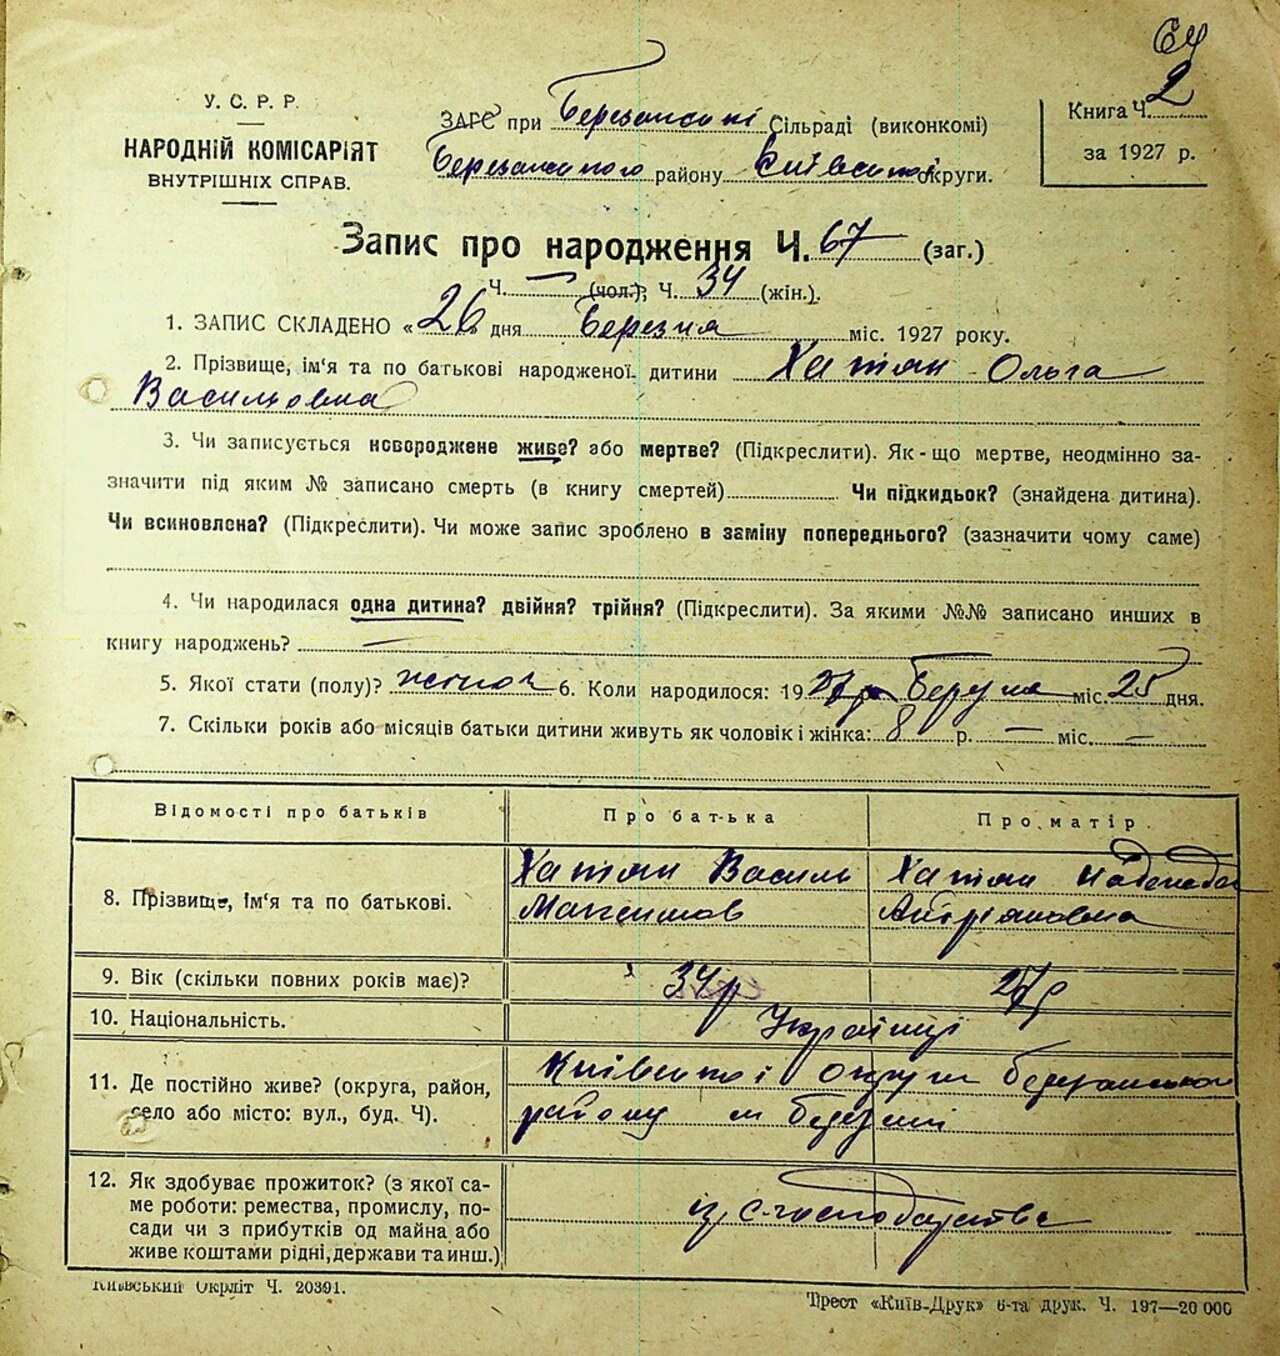 64
У. С. Р. Р.
НАРОДНІЙ КОМІСАРІЯТ
ВНУТРІШНІХ СПРАВ.
ЗАГС при Березанські Сільраді (виконкомі)
Березанського району Київської округи.
Книга Ч. 2
за 1927 р.
Запис про народження Ч. 67 (заг.)
Ч. — (чол.); Ч. 34 (жін.).
1. ЗАПИС СКЛАДЕНО «26» дня Березня міс. 1927 року.
2. Прізвище, ім'я та по батькові народженої дитини Хатян Ольга
Васильовна
3. Чи записується новороджене живе? або мертве? (Підкреслити). Як-що мертве, неодмінно за-
значити під яким № записано смерть (в книгу смертей) Чи підкидьок? (знайдена дитина).
Чи всиновлена? (Підкреслити). Чи може запис зроблено в заміну попереднього? (зазначити чому саме)
4. Чи народилася одна дитина? двійня? трійня? (Підкреслити). За якими №№ записано инших в
книгу народжень? —
5. Якої стати (полу)? жіноч 6. Коли народилося: 1927 р Березня міс. 25 дня.
7. Скільки років або місяців батьки дитини живуть як чоловік і жінка: 8 р. — міс. —
Відомості про батьків Про батька Про матір.
8. Прізвище, ім'я та по батькові. Хатян Василь Хатян Надежда
Максимов Андріяновна
9. Вік (скільки повних років має)? 34 р 27 р
10. Національність. Українці
11. Де постійно живе? (округа, район, Київської округи Березанського
село або місто: вул., буд. Ч). району м Березані
12. Як здобуває прожиток? (з якої са-
ме роботи: ремества, промислу, по-
сади чи з прибутків од майна або із с-господарства
живе коштами рідні, держави та инш.)
Київський Окрліт Ч. 20391.
Трест «Київ-Друк» 6-та друк. Ч. 197—20 000